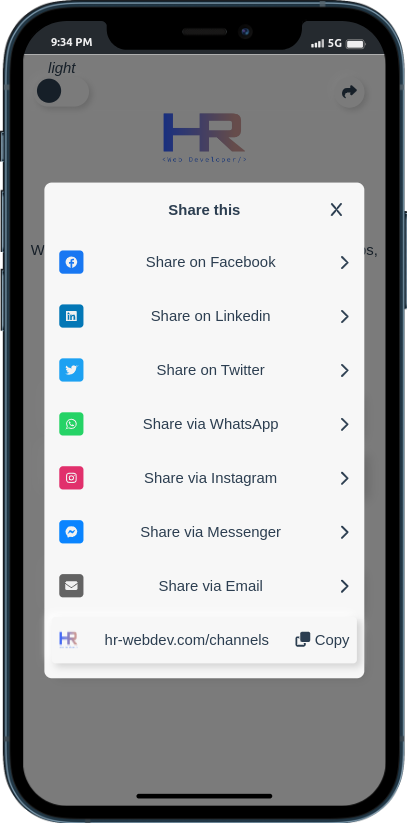 9:34 PM
5G
light
HR
<Web Developer/>
Share this
X
Share on Facebook
Share on Linkedin
Share on Twitter
Share via WhatsApp
Share via Instagram
Share via Messenger
Share via Email
HR
hr-webdev.com/channels
Copy